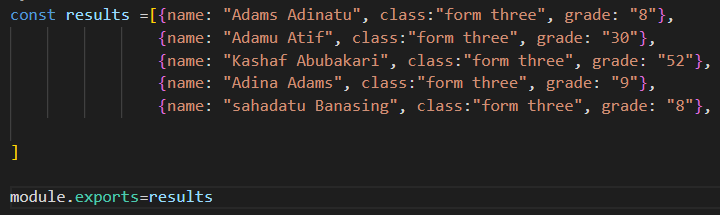 const results =[{name: "Adams Adinatu", class:"form three", grade: "8"},
{name: "Adamu Atif", class:"form three", grade: "30"},
{name: "Kashaf Abubakari", class:"form three", grade: "52"},
{name: "Adina Adams", class:"form three", grade: "9"},
{name: "sahadatu Banasing", class:"form three", grade: "8"},
]
module.exports=results